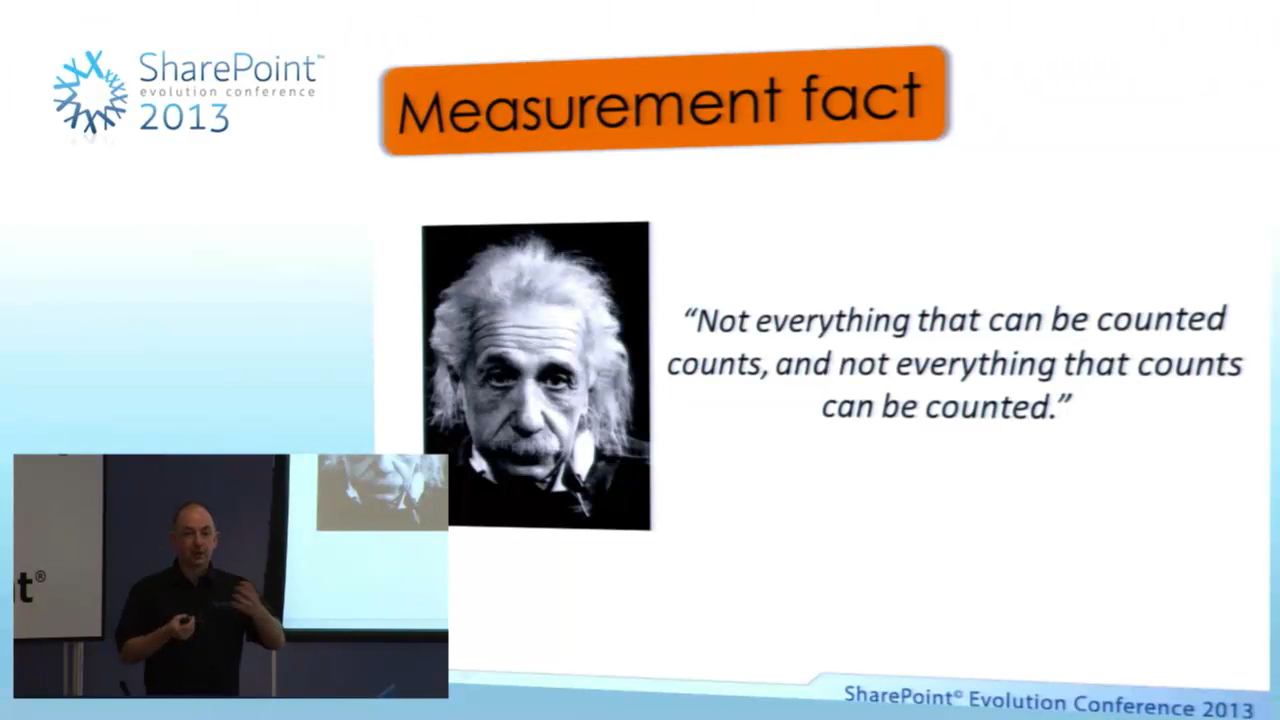 SharePoint™
evolution conference
2013
Measurement fact
“Not everything that can be counted
counts, and not everything that counts
can be counted.”
t®
SharePoint® Evolution Conference 2013